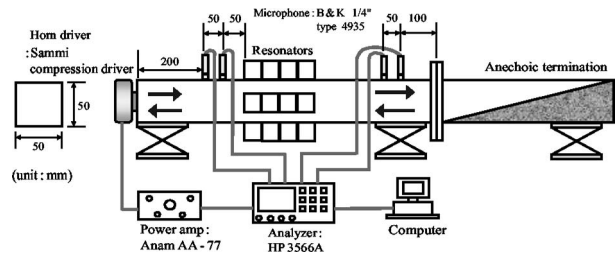 Horn driver
: Sammi
compression driver
50
50
(unit : mm)
200
50
50
Microphone : B & K 1/4"
type 4935
Resonators
50
100
Anechoic termination
Power amp :
Anam AA - 77
Analyzer :
HP 3566A
Computer